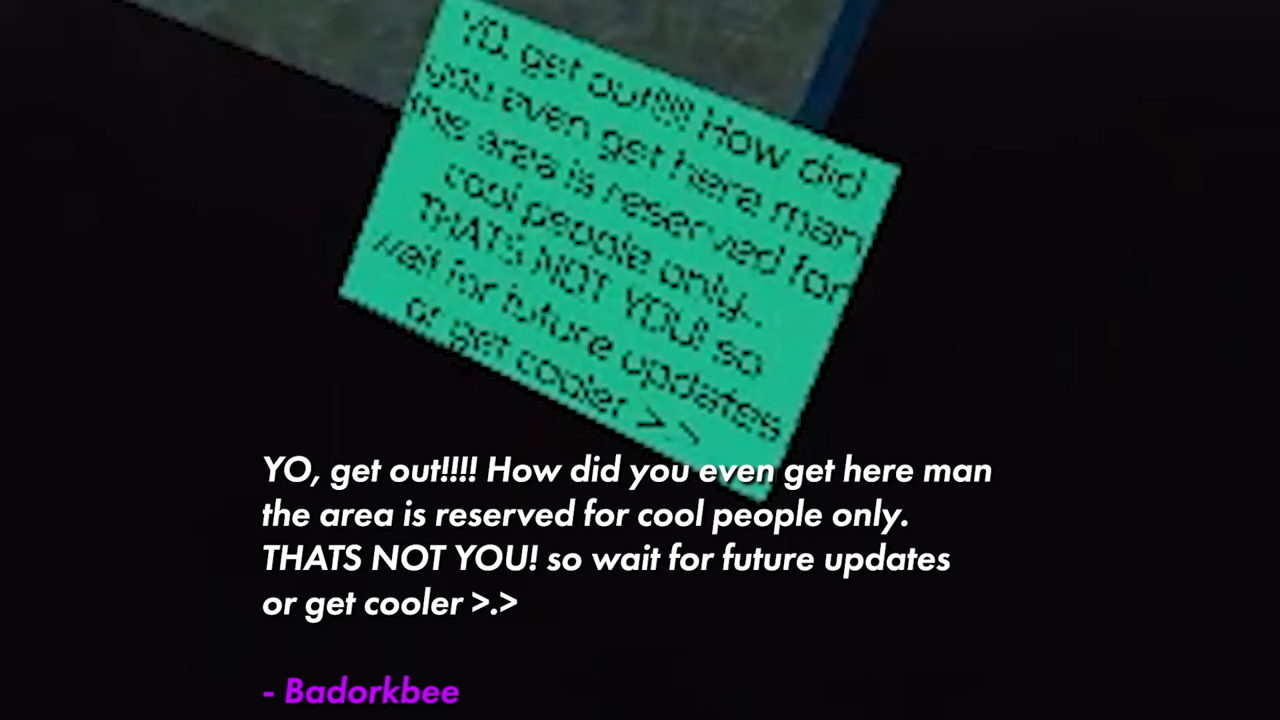 YO, get out!!!! How did
you even get here man
the area is reserved for
cool people only..
THATS NOT YOU! so
wait for future updates
or get cooler >.>
YO, get out!!!! How did you even get here man
the area is reserved for cool people only.
THATS NOT YOU! so wait for future updates
or get cooler >.>
- Badorkbee